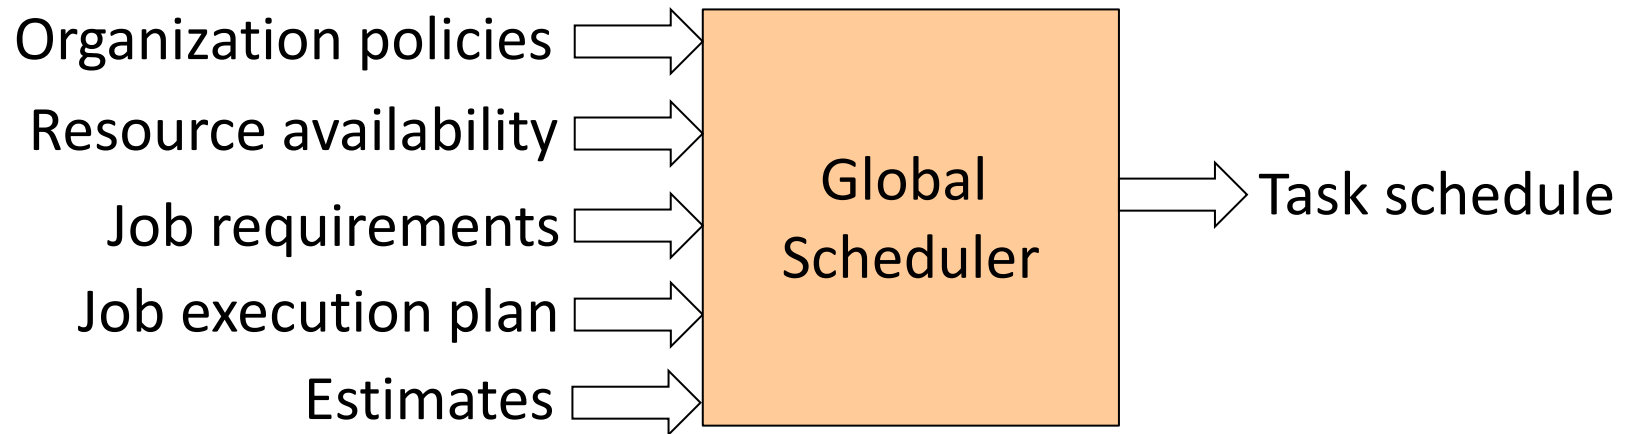 Organization policies
Resource availability
Job requirements
Job execution plan
Estimates
Global
Scheduler
Task schedule